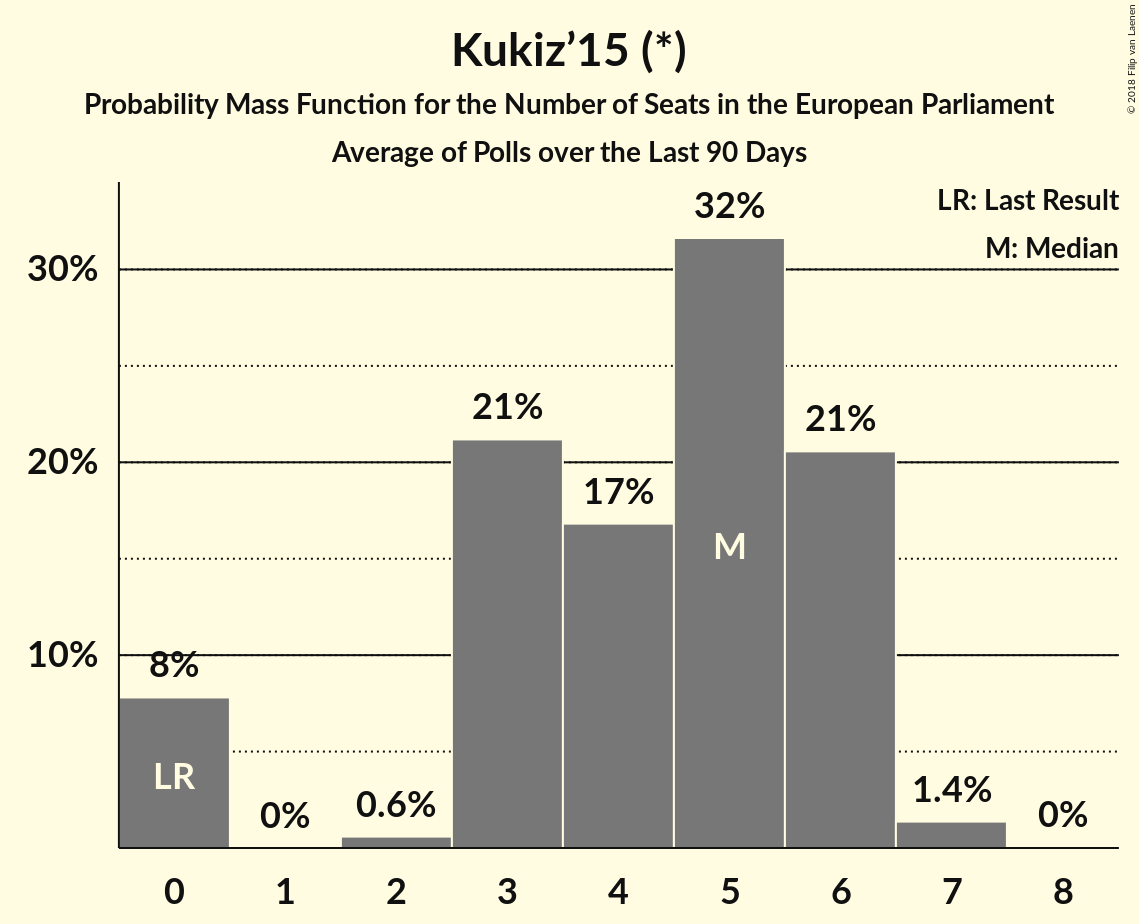 Kukiz’15 (*)
Probability Mass Function for the Number of Seats in the European Parliament
Average of Polls over the Last 90 Days
© 2018 Filip van Laenen
LR: Last Result
M: Median
30%
20%
10%
8%
0%
0.6%
21%
17%
32%
21%
1.4%
0%
LR
M
0 1 2 3 4 5 6 7 8